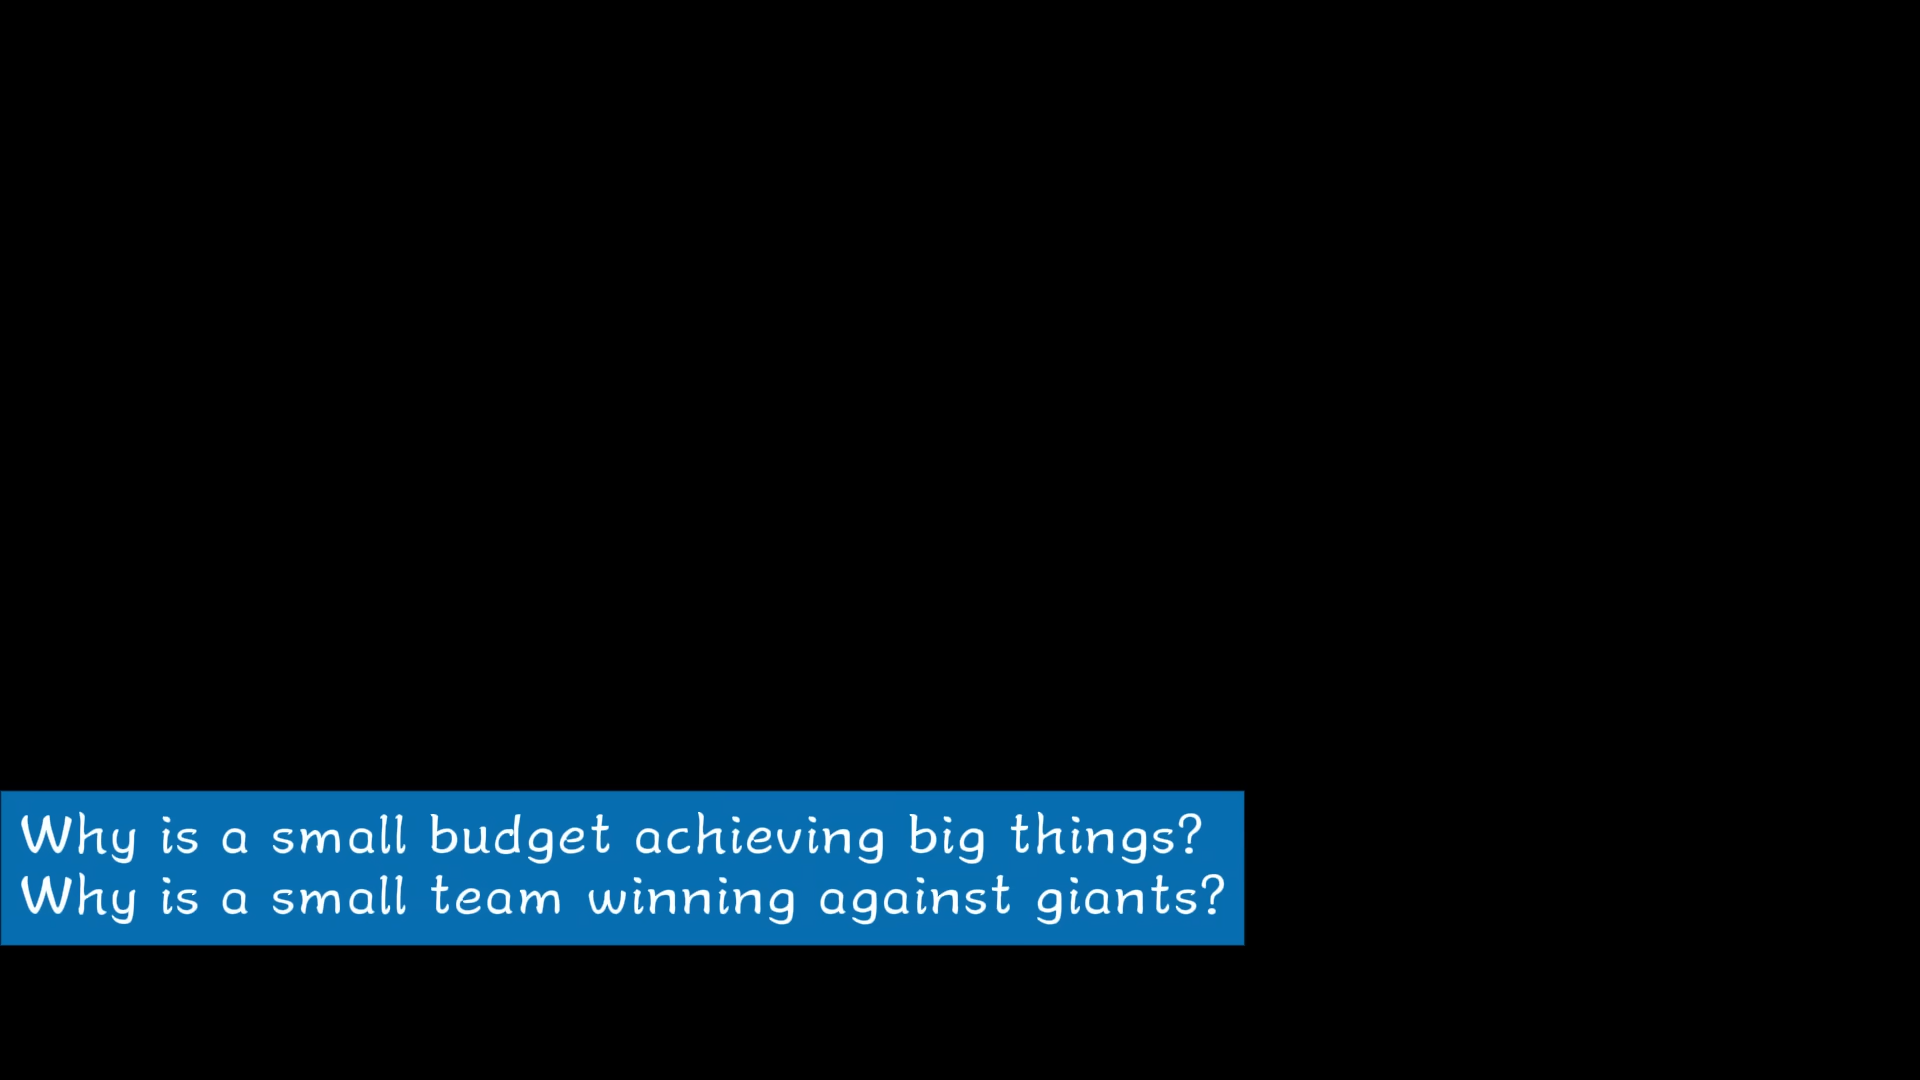 Why is a small budget achieving big things?
Why is a small team winning against giants?